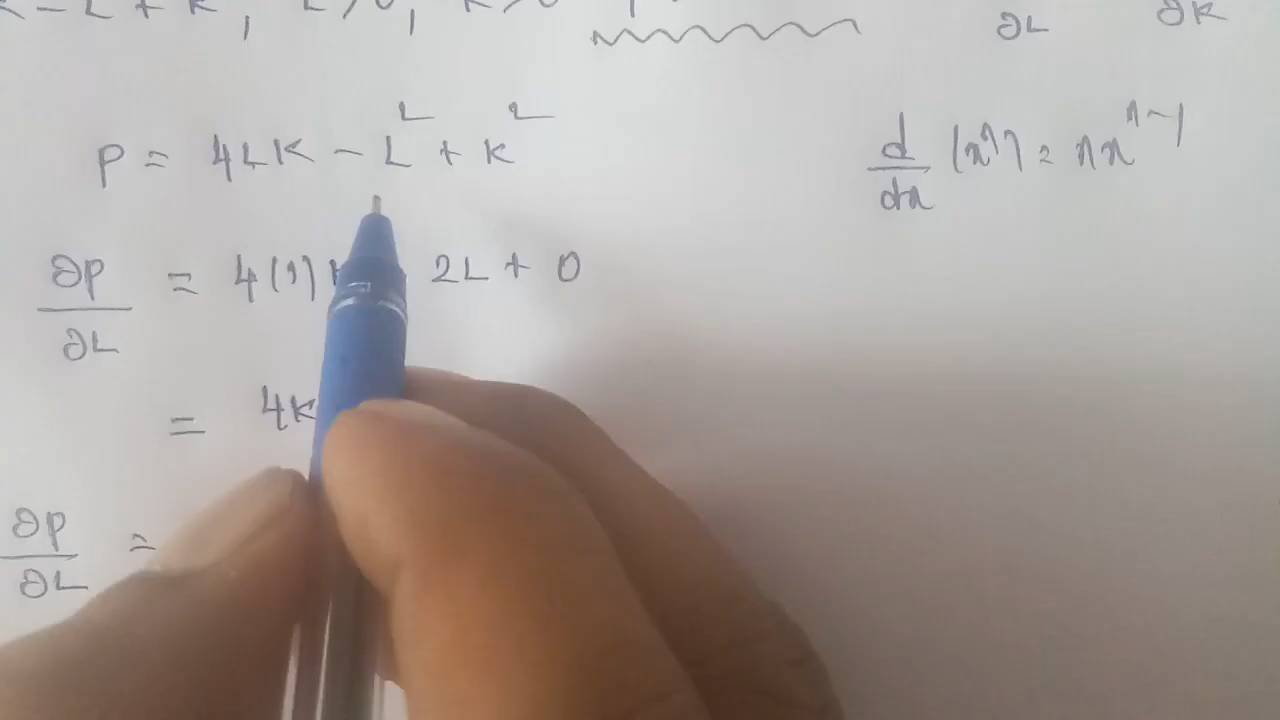 ∂L ∂K
P = 4LK - L² + K²
d/dx (xⁿ) = nxⁿ⁻¹
∂P/∂L = 4(1) 2L + 0
= 4K
∂P/∂L =